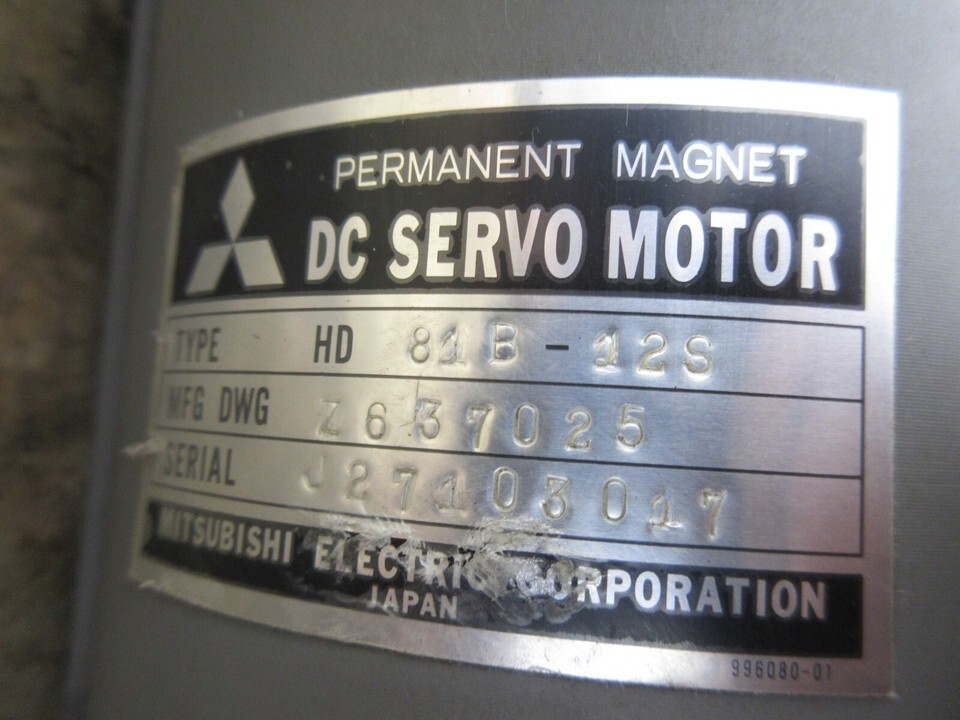 PERMANENT MAGNET
DC SERVO MOTOR
TYPE HD 81B-12S
MFG DWG Z637025
SERIAL J27103017
MITSUBISHI ELECTRIC CORPORATION
JAPAN
996080-01